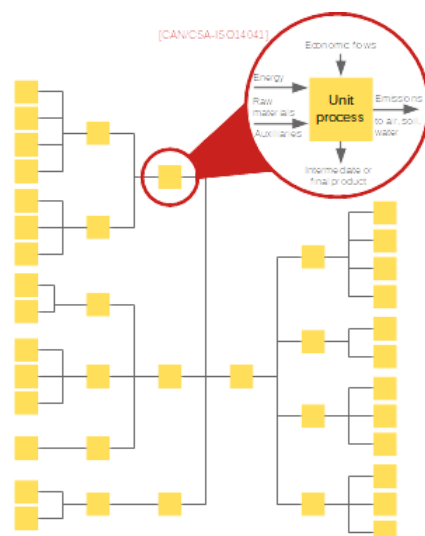 [CAN/CSA-ISO14041]
Economic flows
Energy
Raw
materials
Auxiliaries
Unit
process
Emissions
to air, soil,
water
Intermediate or
final product